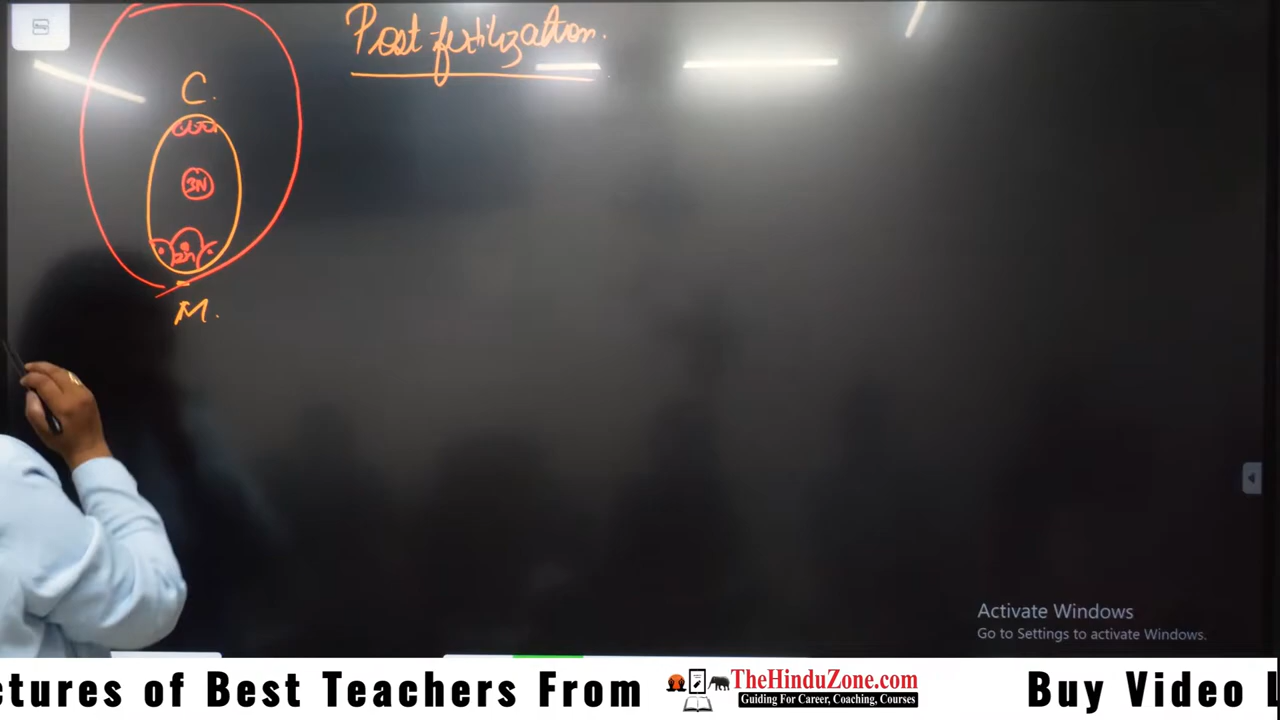 Post fertilization.
C.
3N
2n
M.
Activate Windows
Go to Settings to activate Windows.
ctures of Best Teachers From
TheHinduZone.com
Guiding For Career, Coaching, Courses
Buy Video L